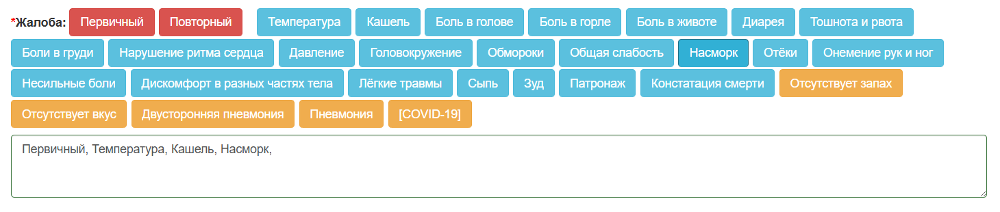 *Жалоба: Первичный Повторный Температура Кашель Боль в голове Боль в горле Боль в животе Диарея Тошнота и рвота
Боли в груди Нарушение ритма сердца Давление Головокружение Обмороки Общая слабость Насморк Отёки Онемение рук и ног
Несильные боли Дискомфорт в разных частях тела Лёгкие травмы Сыпь Зуд Патронаж Констатация смерти Отсутствует запах
Отсутствует вкус Двусторонняя пневмония Пневмония [COVID-19]
Первичный, Температура, Кашель, Насморк,